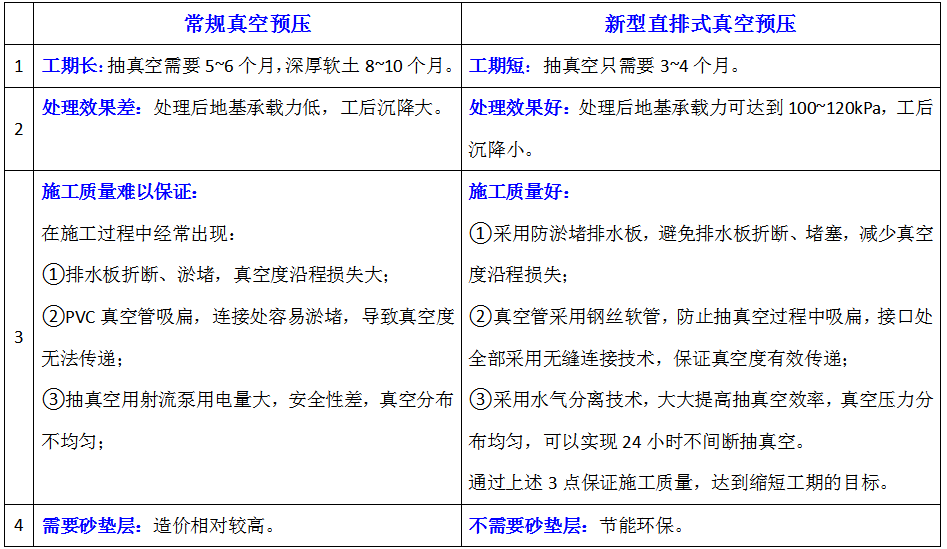 常规真空预压
新型直排式真空预压
1
工期长：抽真空需要 5~6 个月，深厚软土 8~10 个月。
工期短：抽真空只需要 3~4 个月。
2
处理效果差：处理后地基承载力低，工后沉降大。
处理效果好：处理后地基承载力可达到 100~120kPa，工后
沉降小。
3
施工质量难以保证：
在施工过程中经常出现：
①排水板折断、淤堵，真空度沿程损失大；
②PVC 真空管吸扁，连接处容易淤堵，导致真空度
无法传递；
③抽真空用射流泵用电量大，安全性差，真空分布
不均匀；
施工质量好：
①采用防淤堵排水板，避免排水板折断、堵塞，减少真空
度沿程损失；
②真空管采用钢丝软管，防止抽真空过程中吸扁，接口处
全部采用无缝连接技术，保证真空度有效传递；
③采用水气分离技术，大大提高抽真空效率，真空压力分
布均匀，可以实现 24 小时不间断抽真空。
通过上述 3 点保证施工质量，达到缩短工期的目标。
4
需要砂垫层：造价相对较高。
不需要砂垫层：节能环保。